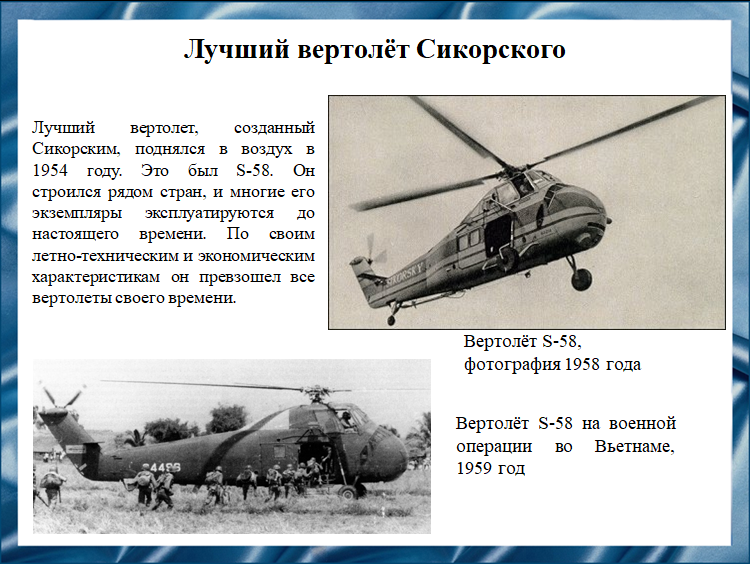 Лучший вертолёт Сикорского
Лучший вертолет, созданный
Сикорским, поднялся в воздух в
1954 году. Это был S-58. Он
строился рядом стран, и многие его
экземпляры эксплуатируются до
настоящего времени. По своим
летно-техническим и экономическим
характеристикам он превзошел все
вертолеты своего времени.
SIKORSKY
Вертолёт S-58,
фотография 1958 года
4486
Вертолёт S-58 на военной
операции во Вьетнаме,
1959 год